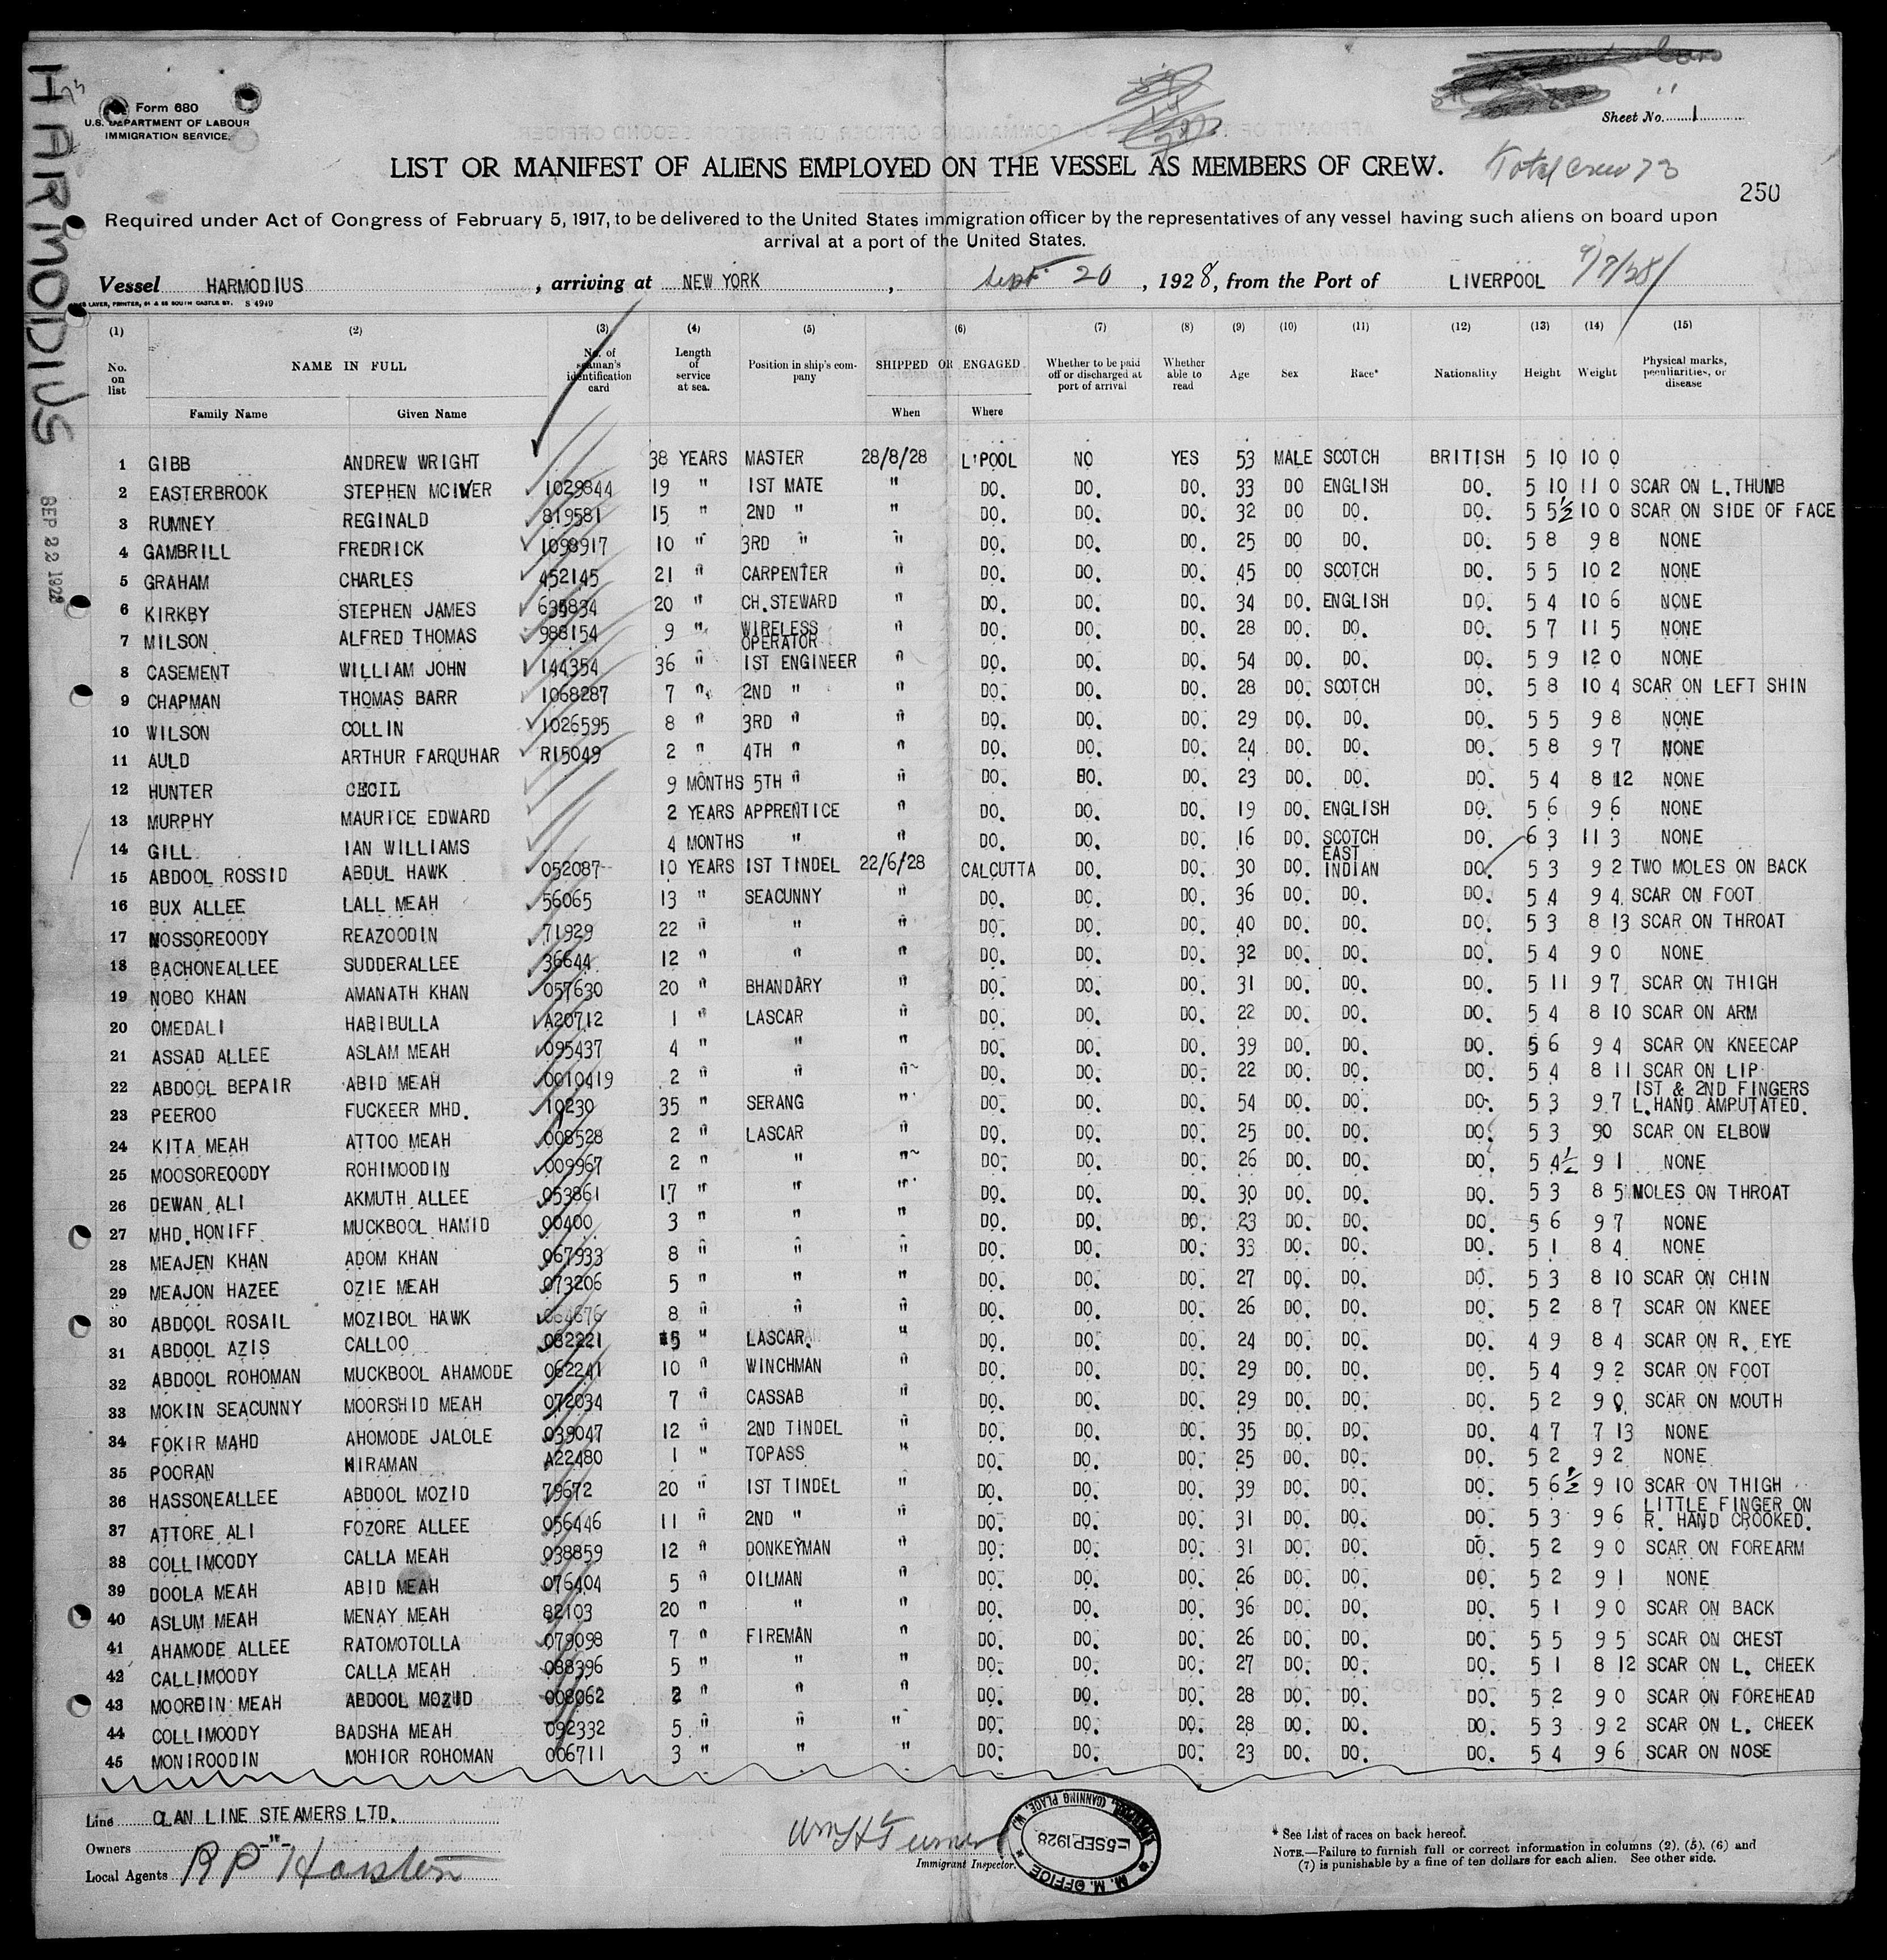 HARMODIUS
SEP 22 1928
Form 680
U.S. DEPARTMENT OF LABOUR
IMMIGRATION SERVICE.
Sheet No. 1
LIST OR MANIFEST OF ALIENS EMPLOYED ON THE VESSEL AS MEMBERS OF CREW.
Total Crew 73
250
Required under Act of Congress of February 5, 1917, to be delivered to the United States immigration officer by the representatives of any vessel having such aliens on board upon
arrival at a port of the United States.
Vessel HARMODIUS, arriving at NEW YORK, Sept. 20, 1928, from the Port of LIVERPOOL 9/7/28/
(1) (2) (3) (4) (5) (6) (7) (8) (9) (10) (11) (12) (13) (14) (15)
No. on list NAME IN FULL No. of seaman's identification card Length of service at sea. Position in ship's company SHIPPED OR ENGAGED Whether to be paid off or discharged at port of arrival Whether able to read Age Sex Race* Nationality Height Weight Physical marks, peculiarities, or disease
Family Name Given Name When Where
1 GIBB ANDREW WRIGHT 38 YEARS MASTER 28/8/28 L'POOL NO YES 53 MALE SCOTCH BRITISH 5 10 10 0
2 EASTERBROOK STEPHEN MCIVER 1029844 19 " 1ST MATE " DO. DO. DO. 33 DO ENGLISH DO. 5 10 11 0 SCAR ON L. THUMB
3 RUMNEY REGINALD 819581 15 " 2ND " " DO. DO. DO. 32 DO DO. DO. 5 5½ 10 0 SCAR ON SIDE OF FACE
4 GAMBRILL FREDRICK 1098917 10 " 3RD " " DO. DO. DO. 25 DO DO. DO. 5 8 9 8 NONE
5 GRAHAM CHARLES 452145 21 " CARPENTER " DO. DO. DO. 45 DO SCOTCH DO. 5 5 10 2 NONE
6 KIRKBY STEPHEN JAMES 635834 20 " CH. STEWARD " DO. DO. DO. 34 DO. ENGLISH DO. 5 4 10 6 NONE
7 MILSON ALFRED THOMAS 988154 9 " WIRELESS OPERATOR " DO. DO. DO. 28 DO. DO. DO. 5 7 11 5 NONE
8 CASEMENT WILLIAM JOHN 144354 36 " 1ST ENGINEER " DO. DO. DO. 54 DO. DO. DO. 5 9 12 0 NONE
9 CHAPMAN THOMAS BARR 1068287 7 " 2ND " " DO. DO. DO. 28 DO. SCOTCH DO. 5 8 10 4 SCAR ON LEFT SHIN
10 WILSON COLLIN 1026595 8 " 3RD " " DO. DO. DO. 29 DO. DO. DO. 5 5 9 8 NONE
11 AULD ARTHUR FARQUHAR R15049 2 " 4TH " " DO. DO. DO. 24 DO. DO. DO. 5 8 9 7 NONE
12 HUNTER CECIL 9 MONTHS 5TH " " DO. DO. DO. 23 DO. DO. DO. 5 4 8 12 NONE
13 MURPHY MAURICE EDWARD 2 YEARS APPRENTICE " DO. DO. DO. 19 DO. ENGLISH DO. 5 6 9 6 NONE
14 GILL IAN WILLIAMS 4 MONTHS " " DO. DO. DO. 16 DO. SCOTCH DO. 6 3 11 3 NONE
15 ABDOOL ROSSID ABDUL HAWK 052087 10 YEARS 1ST TINDEL 22/6/28 CALCUTTA DO. DO. 30 DO. EAST INDIAN DO. 5 3 9 2 TWO MOLES ON BACK
16 BUX ALLEE LALL MEAH 56065 13 " SEACUNNY " DO. DO. DO. 36 DO. DO. DO. 5 4 9 4 SCAR ON FOOT
17 NOSSOREOODY REAZOODIN 71929 22 " " " DO. DO. DO. 40 DO. DO. DO. 5 3 8 13 SCAR ON THROAT
18 BACHONEALLEE SUDDERALLEE 36644 12 " " " DO. DO. DO. 32 DO. DO. DO. 5 4 9 0 NONE
19 NOBO KHAN AMANATH KHAN 057630 20 " BHANDARY " DO. DO. DO. 31 DO. DO. DO. 5 11 9 7 SCAR ON THIGH
20 OMEDALI HABIBULLA A20712 1 " LASCAR " DO. DO. DO. 22 DO. DO. DO. 5 4 8 10 SCAR ON ARM
21 ASSAD ALLEE ASLAM MEAH 095437 4 " " " DO. DO. DO. 39 DO. DO. DO. 5 6 9 4 SCAR ON KNEECAP
22 ABDOOL BEPAIR ABID MEAH 0010419 2 " " " DO. DO. DO. 22 DO. DO. DO. 5 4 8 11 SCAR ON LIP
23 PEEROO FUCKEER MHD. 10230 35 " SERANG " DO. DO. DO. 54 DO. DO. DO. 5 3 9 7 1ST & 2ND FINGERS L. HAND AMPUTATED.
24 KITA MEAH ATTOO MEAH 008528 2 " LASCAR " DO. DO. DO. 25 DO. DO. DO. 5 3 90 SCAR ON ELBOW
25 MOOSOREOODY ROHIMOODIN 009967 2 " " " DO. DO. DO. 26 DO. DO. DO. 5 4½ 9 1 NONE
26 DEWAN ALI AKMUTH ALLEE 053861 17 " " " DO. DO. DO. 30 DO. DO. DO. 5 3 8 5 MOLES ON THROAT
27 MHD. HONIFF MUCKBOOL HAMID 00400 3 " " " DO. DO. DO. 23 DO. DO. DO. 5 6 9 7 NONE
28 MEAJEN KHAN ADOM KHAN 067933 8 " " " DO. DO. DO. 33 DO. DO. DO. 5 1 8 4 NONE
29 MEAJON HAZEE OZIE MEAH 073206 5 " " " DO. DO. DO. 27 DO. DO. DO. 5 3 8 10 SCAR ON CHIN
30 ABDOOL ROSAIL MOZIBOL HAWK 8 " " " DO. DO. DO. 26 DO. DO. DO. 5 2 8 7 SCAR ON KNEE
31 ABDOOL AZIS CALLOO 082221 5 " LASCAR. " DO. DO. DO. 24 DO. DO. DO. 4 9 8 4 SCAR ON R. EYE
32 ABDOOL ROHOMAN MUCKBOOL AHAMODE 062241 10 " WINCHMAN " DO. DO. DO. 29 DO. DO. DO. 5 4 9 2 SCAR ON FOOT
33 MOKIN SEACUNNY MOORSHID MEAH 072034 7 " CASSAB " DO. DO. DO. 29 DO. DO. DO. 5 2 9 0 SCAR ON MOUTH
34 FOKIR MAHD AHOMODE JALOLE 039047 12 " 2ND TINDEL " DO. DO. DO. 35 DO. DO. DO. 4 7 7 13 NONE
35 POORAN HIRAMAN A22480 1 " TOPASS " DO. DO. DO. 25 DO. DO. DO. 5 2 9 2 NONE
36 HASSONEALLEE ABDOOL MOZID 79672 20 " 1ST TINDEL " DO. DO. DO. 39 DO. DO. DO. 5 6½ 9 10 SCAR ON THIGH
37 ATTORE ALI FOZORE ALLEE 056446 11 " 2ND " " DO. DO. DO. 31 DO. DO. DO. 5 3 9 6 LITTLE FINGER ON R. HAND CROOKED.
38 COLLIMOODY CALLA MEAH 038859 12 " DONKEYMAN " DO. DO. DO. 31 DO. DO. DO. 5 2 9 0 SCAR ON FOREARM
39 DOOLA MEAH ABID MEAH 076404 5 " OILMAN " DO. DO. DO. 26 DO. DO. DO. 5 2 9 1 NONE
40 ASLUM MEAH MENAY MEAH 82103 20 " " " DO. DO. DO. 36 DO. DO. DO. 5 1 9 0 SCAR ON BACK
41 AHAMODE ALLEE RATOMOTOLLA 079098 7 " FIREMAN " DO. DO. DO. 26 DO. DO. DO. 5 5 9 5 SCAR ON CHEST
42 CALLIMOODY CALLA MEAH 088396 5 " " " DO. DO. DO. 27 DO. DO. DO. 5 1 8 12 SCAR ON L. CHEEK
43 MOORDIN MEAH ABDOOL MOZID 008062 2 " " " DO. DO. DO. 28 DO. DO. DO. 5 2 9 0 SCAR ON FOREHEAD
44 COLLIMOODY BADSHA MEAH 092332 5 " " " DO. DO. DO. 28 DO. DO. DO. 5 3 9 2 SCAR ON L. CHEEK
45 MONIROODIN MOHIOR ROHOMAN 006711 3 " " " DO. DO. DO. 23 DO. DO. DO. 5 4 9 6 SCAR ON NOSE
Line CLAN LINE STEAMERS LTD.
Owners -"-
Local Agents R P Houston
Wm H Turner
Immigrant Inspector.
M. M. OFFICE CANNING PLACE,
-5 SEP 1928
* See List of races on back hereof.
NOTE.—Failure to furnish full or correct information in columns (2), (5), (6) and
(7) is punishable by a fine of ten dollars for each alien. See other side.